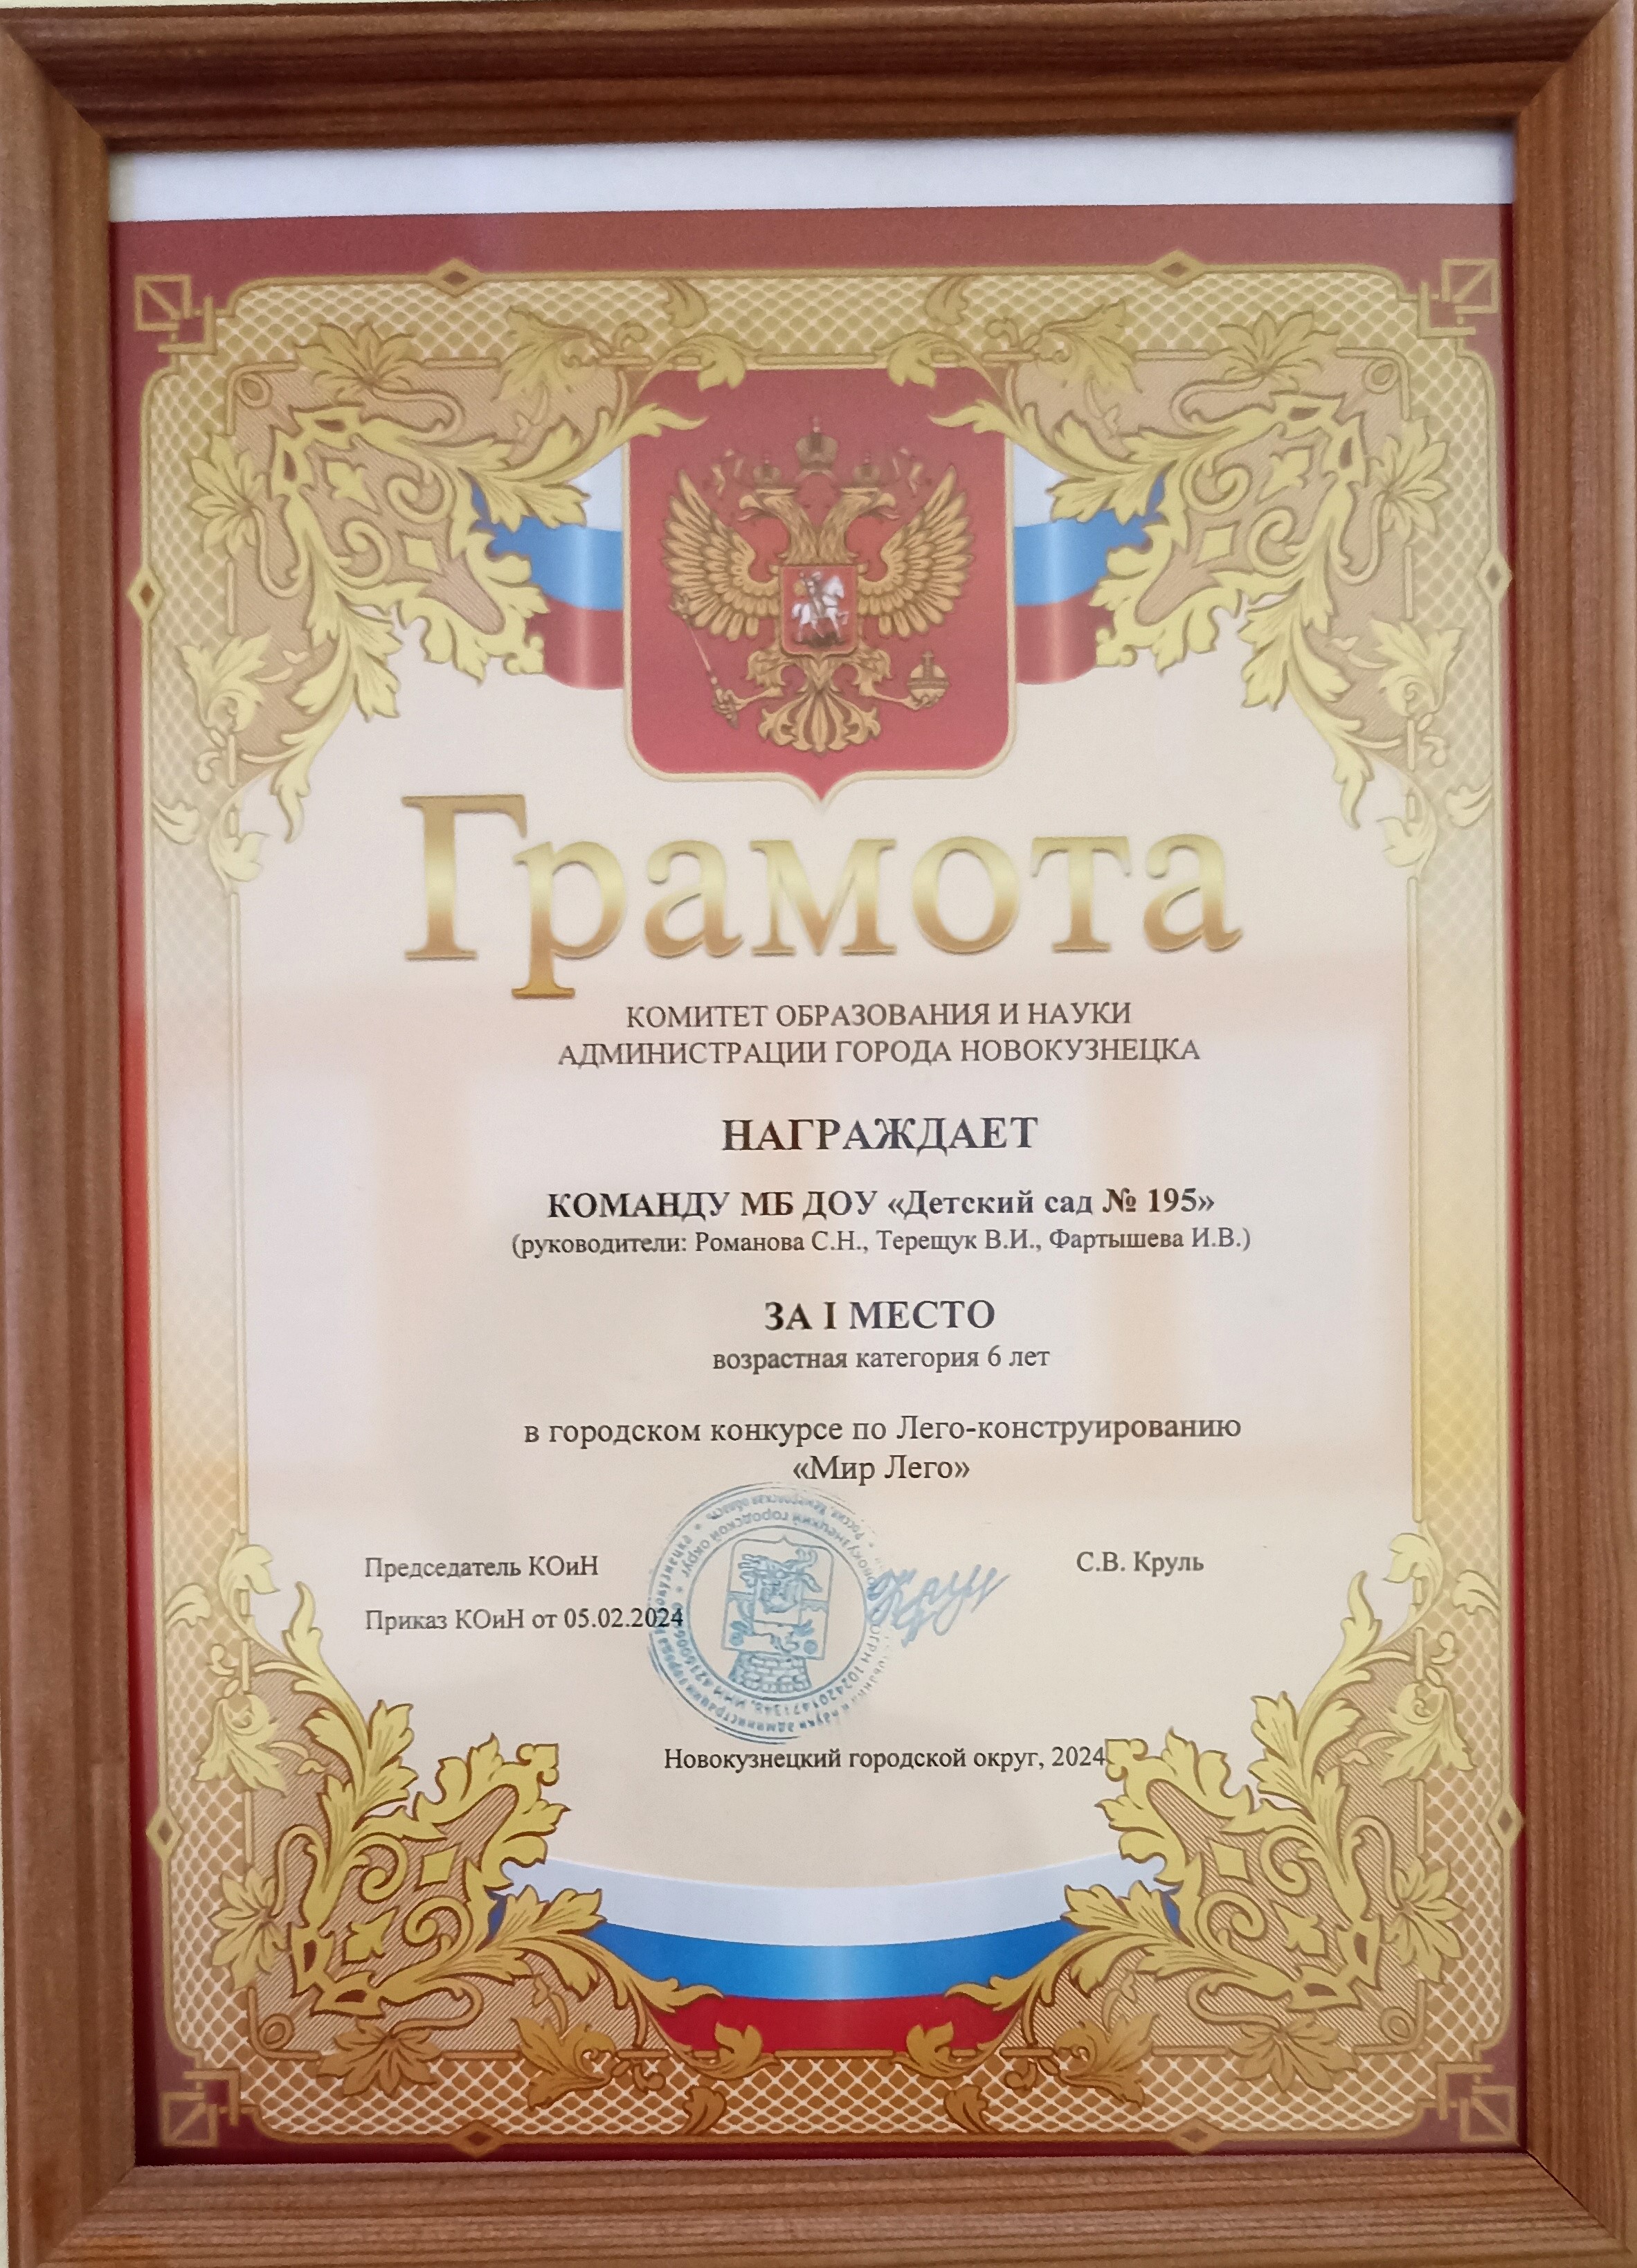 Грамота
КОМИТЕТ ОБРАЗОВАНИЯ И НАУКИ
АДМИНИСТРАЦИИ ГОРОДА НОВОКУЗНЕЦКА
НАГРАЖДАЕТ
КОМАНДУ МБ ДОУ «Детский сад № 195»
(руководители: Романова С.Н., Терещук В.И., Фартышева И.В.)
ЗА I МЕСТО
возрастная категория 6 лет
в городском конкурсе по Лего-конструированию
«Мир Лего»
Председатель КОиН
С.В. Круль
Приказ КОиН от 05.02.2024
Новокузнецкий городской округ, 2024